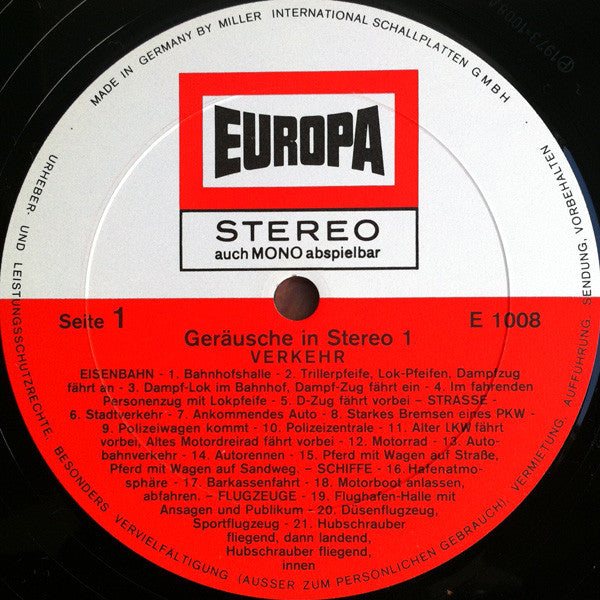 MADE IN GERMANY BY MILLER INTERNATIONAL SCHALLPLATTEN GMBH
℗ 1973
EUROPA
STEREO
auch MONO abspielbar
Seite 1
E 1008
Geräusche in Stereo 1
VERKEHR
EISENBAHN - 1. Bahnhofshalle - 2. Trillerpfeife, Lok-Pfeifen, Dampfzug
fährt an - 3. Dampf-Lok im Bahnhof, Dampf-Zug fährt ein - 4. Im fahrenden
Personenzug mit Lokpfeife - 5. D-Zug fährt vorbei – STRASSE -
6. Stadtverkehr - 7. Ankommendes Auto - 8. Starkes Bremsen eines PKW -
9. Polizeiwagen kommt - 10. Polizeizentrale - 11. Alter LKW fährt
vorbei, Altes Motordreirad fährt vorbei - 12. Motorrad - 13. Auto-
bahnverkehr - 14. Autorennen - 15. Pferd mit Wagen auf Straße,
Pferd mit Wagen auf Sandweg. – SCHIFFE - 16. Hafenatmo-
sphäre - 17. Barkassenfahrt - 18. Motorboot anlassen,
abfahren. – FLUGZEUGE - 19. Flughafen-Halle mit
Ansagen und Publikum - 20. Düsenflugzeug,
Sportflugzeug - 21. Hubschrauber
fliegend, dann landend,
Hubschrauber fliegend,
innen
URHEBER- UND LEISTUNGSSCHUTZRECHTE, BESONDERS VERVIELFALTIGUNG (AUSSER ZUM PERSÖNLICHEN GEBRAUCH), VERMIETUNG, AUFFÜHRUNG, SENDUNG, VORBEHALTEN